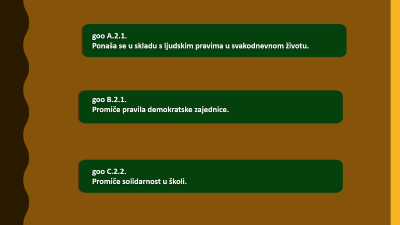 goo A.2.1.
Ponaša se u skladu s ljudskim pravima u svakodnevnom životu.
goo B.2.1.
Promiče pravila demokratske zajednice.
goo C.2.2.
Promiče solidarnost u školi.